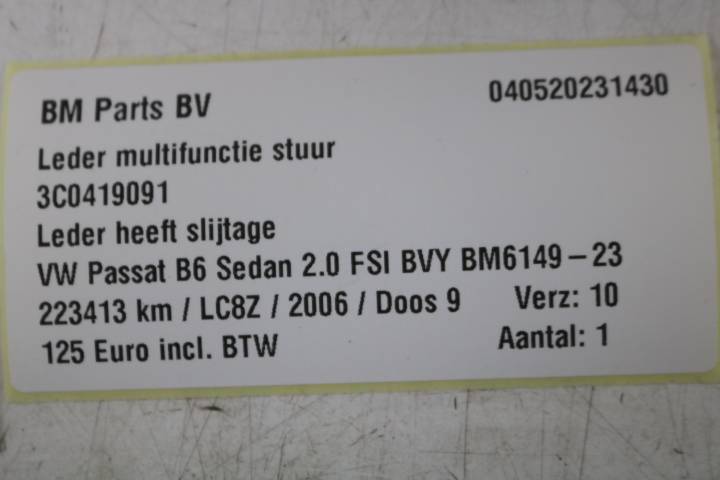 BM Parts BV 040520231430
Leder multifunctie stuur
3C0419091
Leder heeft slijtage
VW Passat B6 Sedan 2.0 FSI BVY BM6149-23
223413 km / LC8Z / 2006 / Doos 9 Verz: 10
125 Euro incl. BTW Aantal: 1